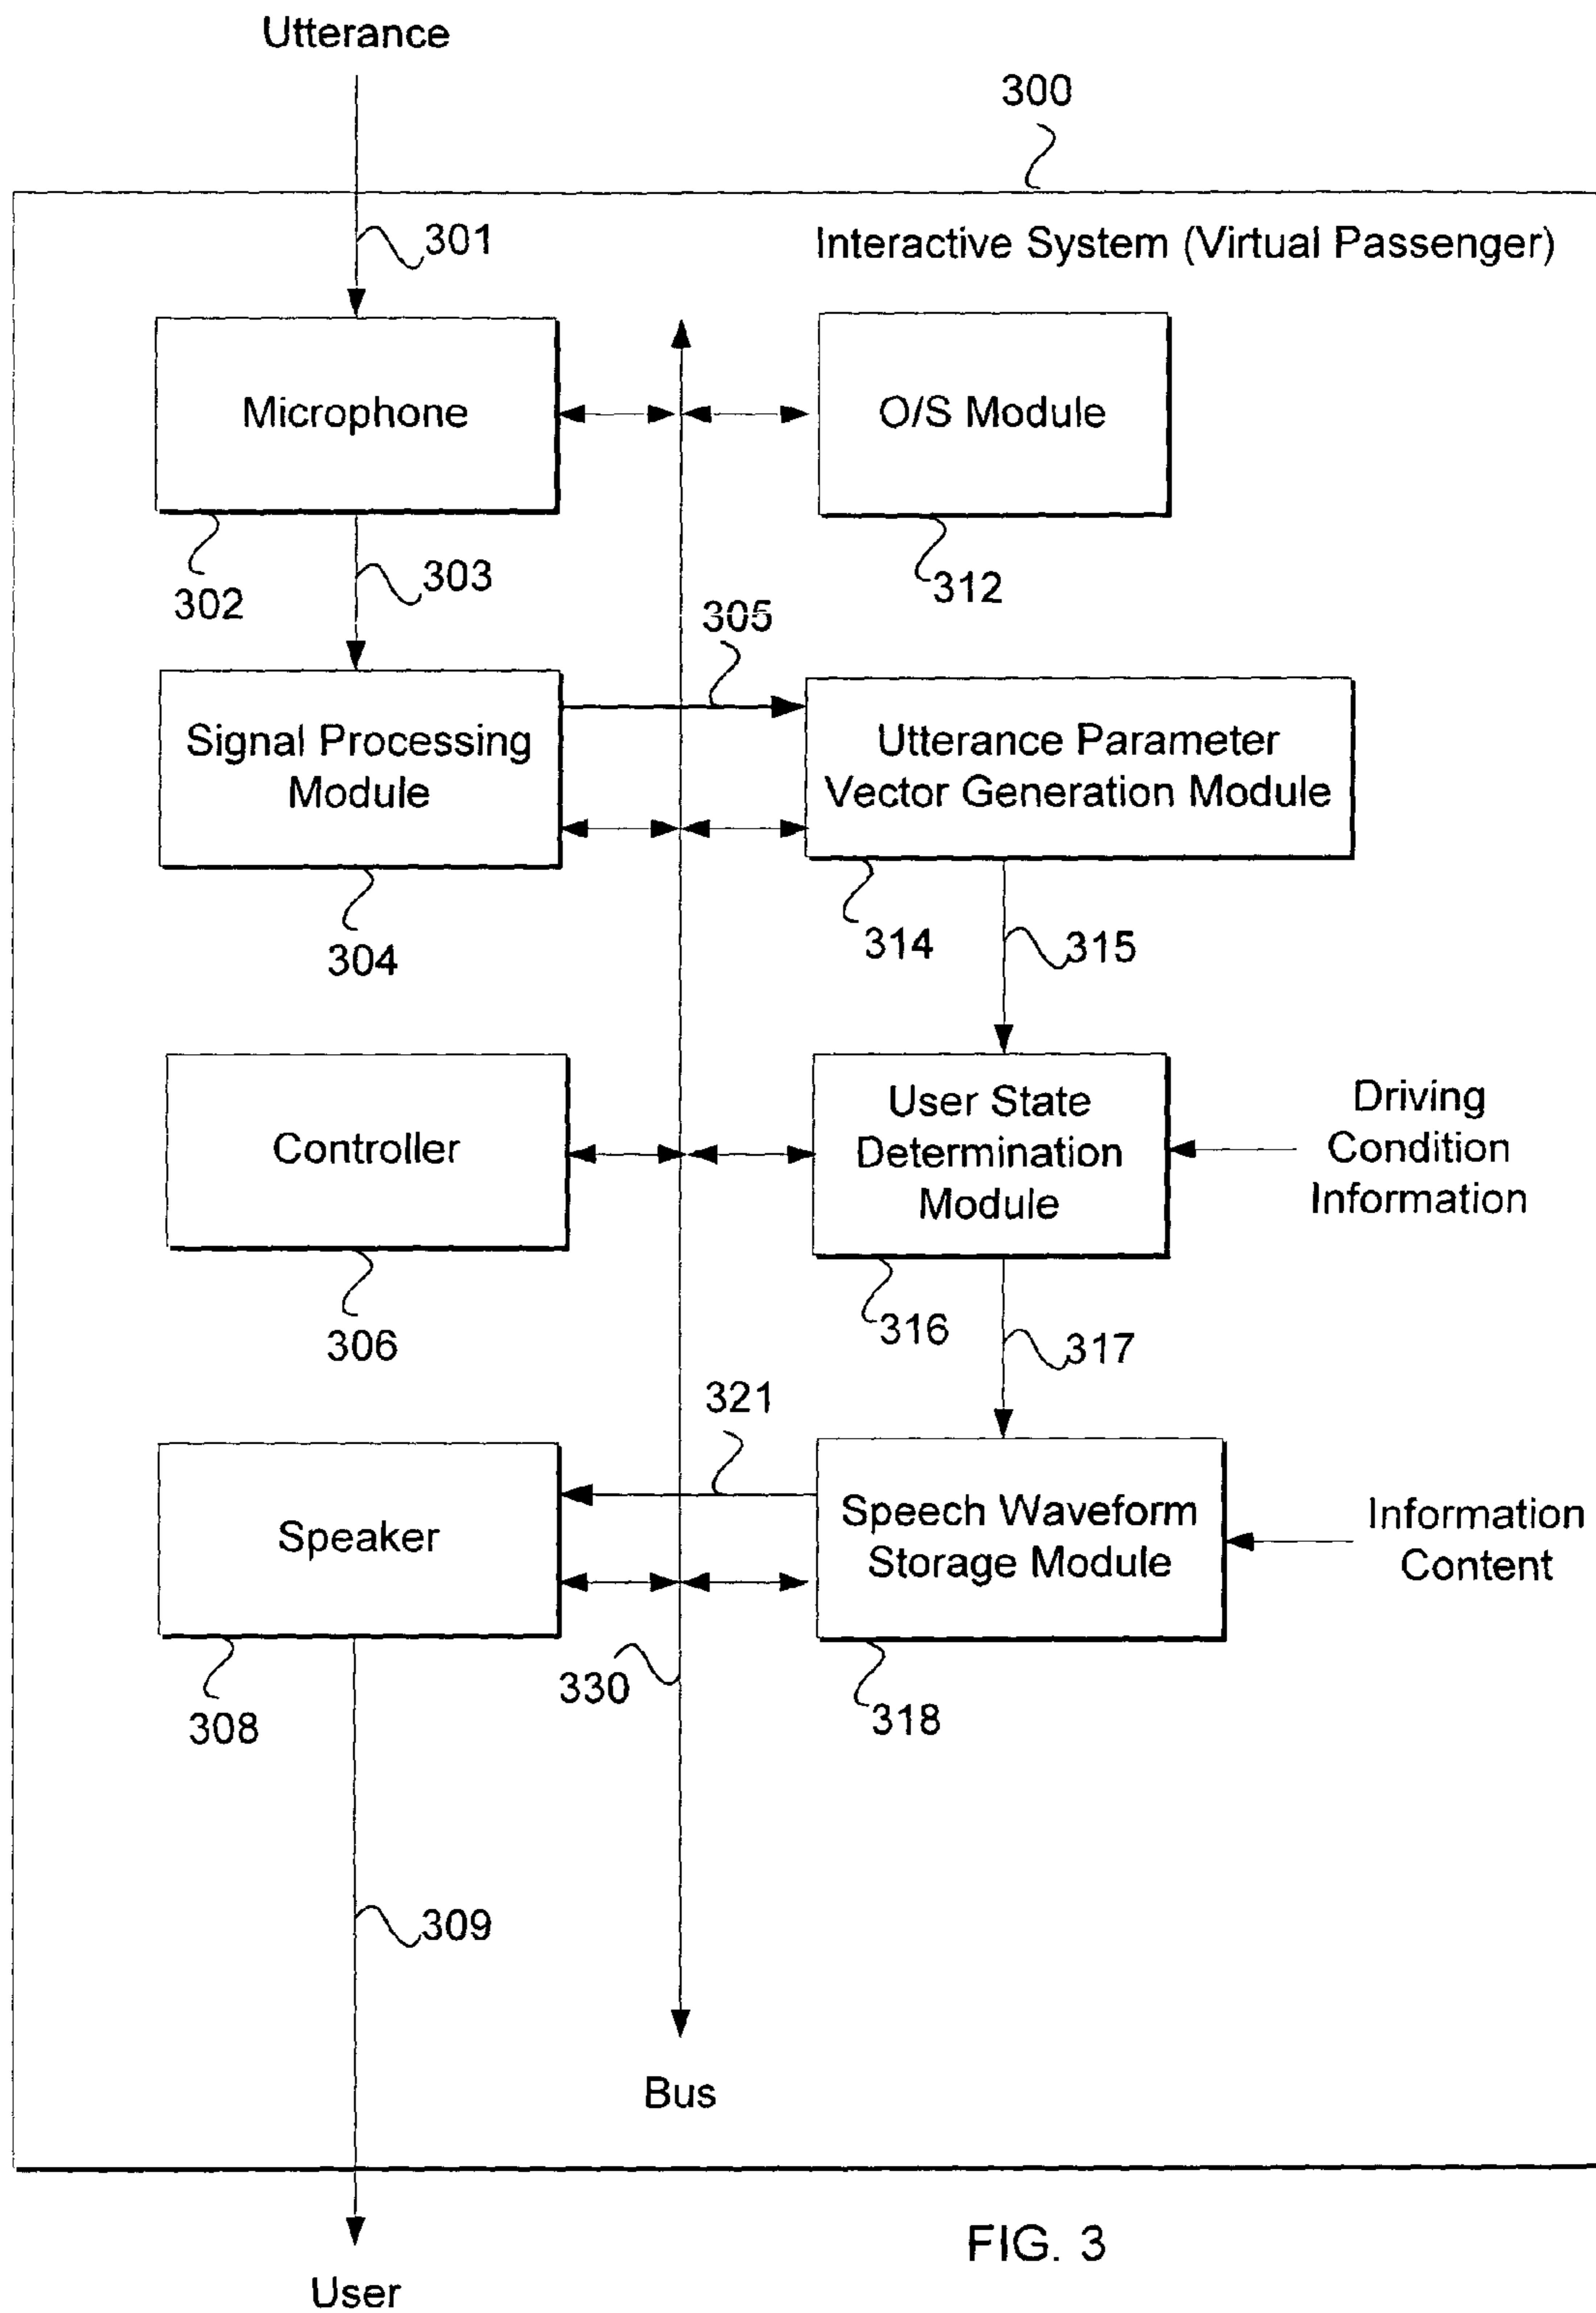 Utterance
300
301
Interactive System (Virtual Passenger)
Microphone
O/S Module
302
303
312
305
Signal Processing
Module
Utterance Parameter
Vector Generation Module
304
314
315
Controller
User State
Determination
Module
Driving
Condition
Information
306
316
317
321
Speaker
Speech Waveform
Storage Module
Information
Content
308
330
318
309
Bus
FIG. 3
User